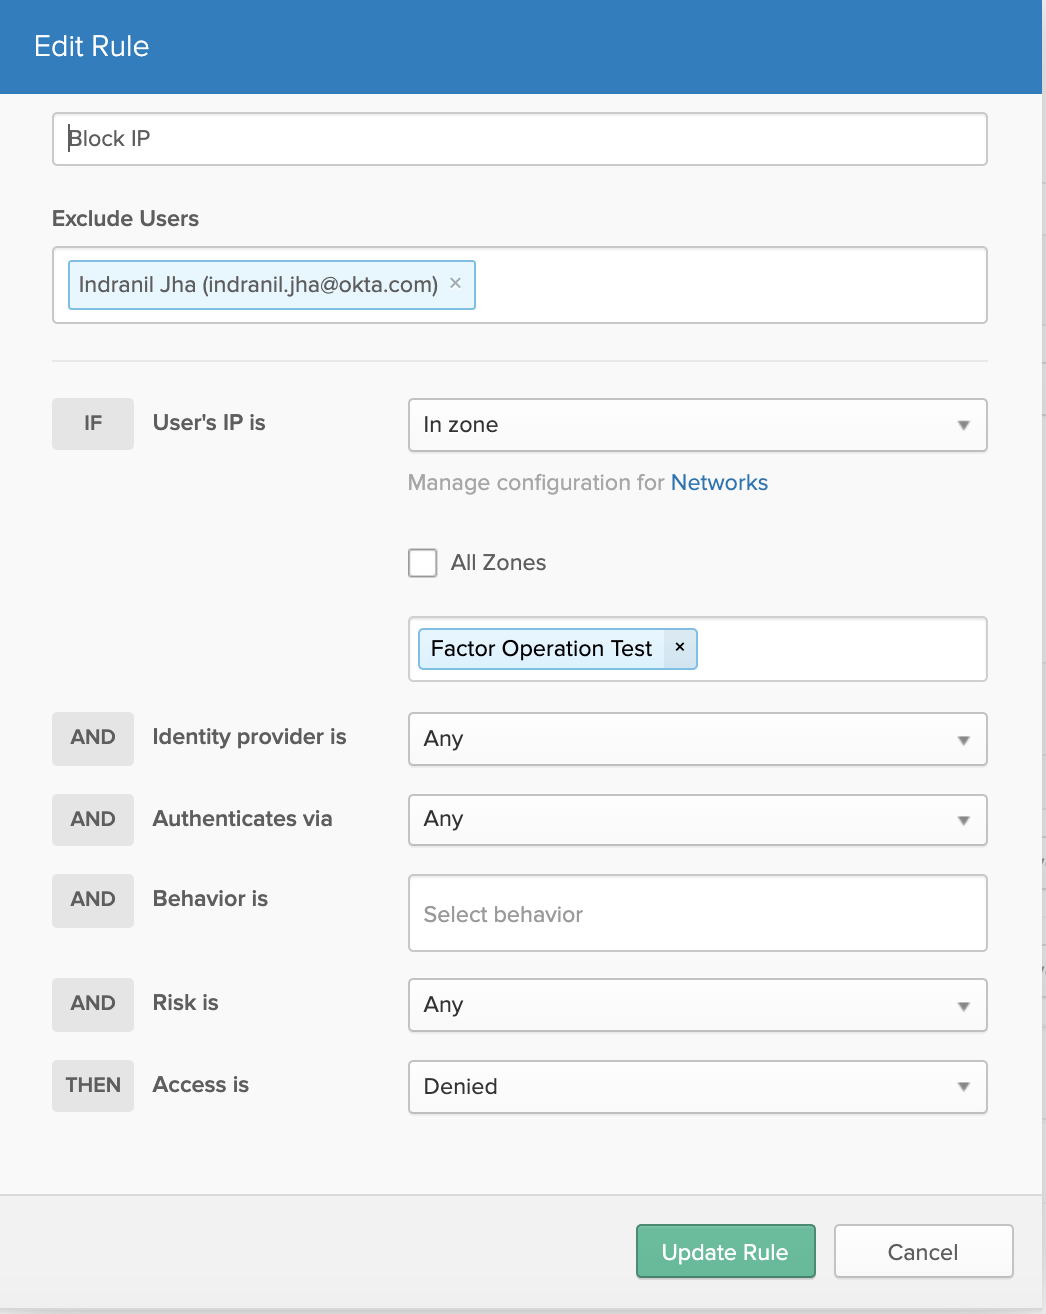 Edit Rule
Block IP
Exclude Users
Indranil Jha (indranil.jha@okta.com) ×
IF User's IP is In zone
Manage configuration for Networks
All Zones
Factor Operation Test ×
AND Identity provider is Any
AND Authenticates via Any
AND Behavior is Select behavior
AND Risk is Any
THEN Access is Denied
Update Rule Cancel